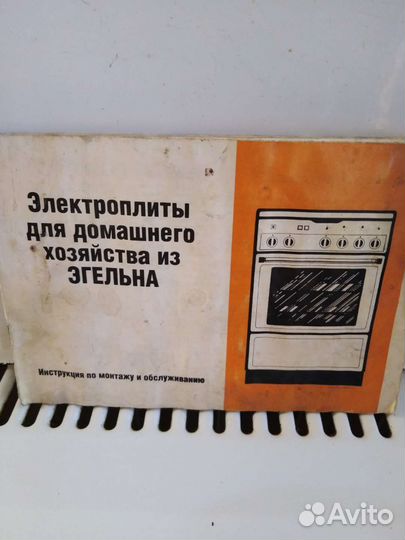 Электроплиты
для домашнего
хозяйства из
ЭГЕЛЬНА
Инструкция по монтажу и обслуживанию
Avito